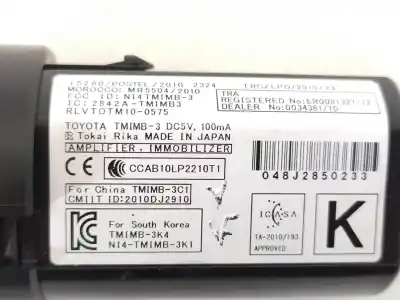 15280/POSTEL/2010 2324
MOROCCO: MR5504/2010
FCC ID: NI4TMIMB-3
IC: 2842A-TMIMB3
RLVTOTM10-0575
TRA
REGISTERED No:ER0091327/12
DEALER No:0034361/10
TOYOTA TMIMB-3 DC5V, 100mA
Tokai Rika MADE IN JAPAN
AMPLIFIER, IMMOBILIZER
CCAB10LP2210T1
048J2850233
For China TMIMB-3C1
CMIIT ID:2010DJ2910
For South Korea
TMIMB-3K4
NI4-TMIMB-3K1
ICASA
TA-2010/193
APPROVED
K